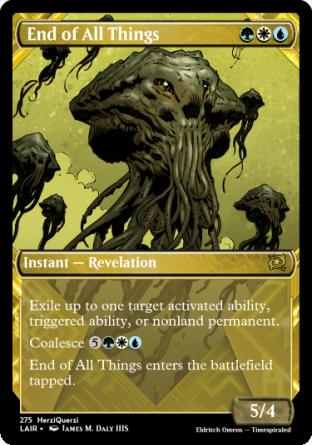 End of All Things
Instant — Revelation
Exile up to one target activated ability,
triggered ability, or nonland permanent.
Coalesce 5
End of All Things enters the battlefield
tapped.
5/4
275 HerziQuerzi
LAIR • James M. Daly IIIS
Eldritch Omens — Timespiraled